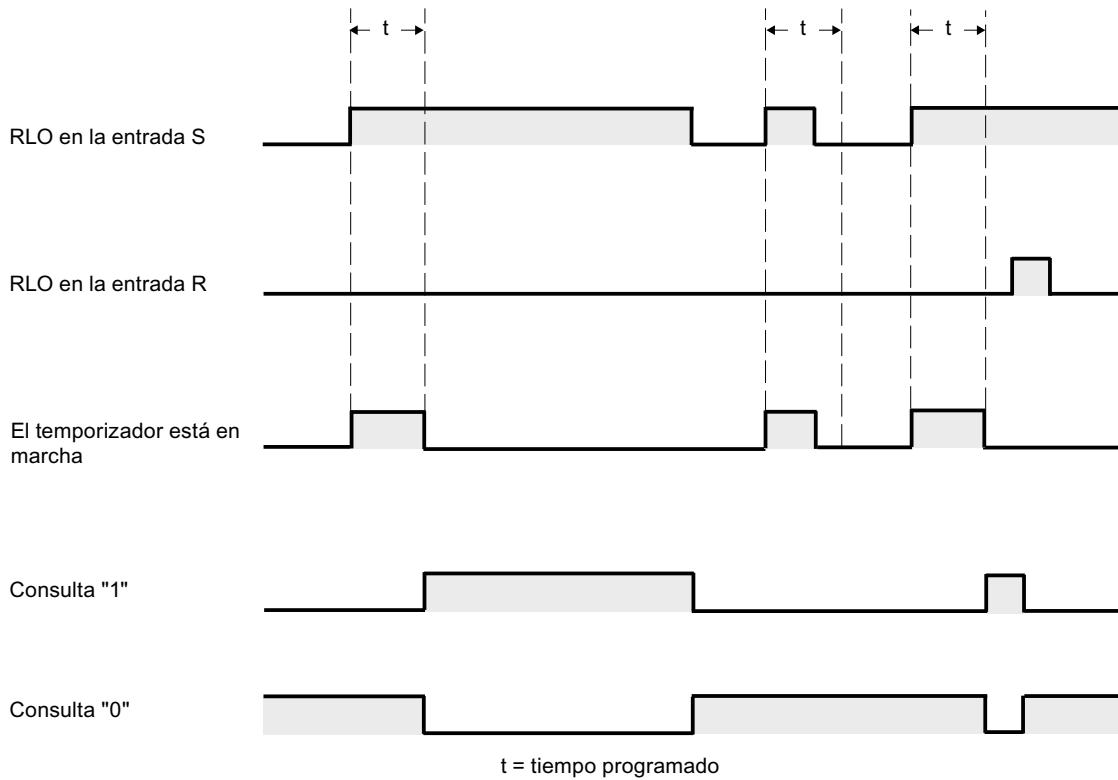 t
t
t
RLO en la entrada S
RLO en la entrada R
El temporizador está en
marcha
Consulta "1"
Consulta "0"
t = tiempo programado